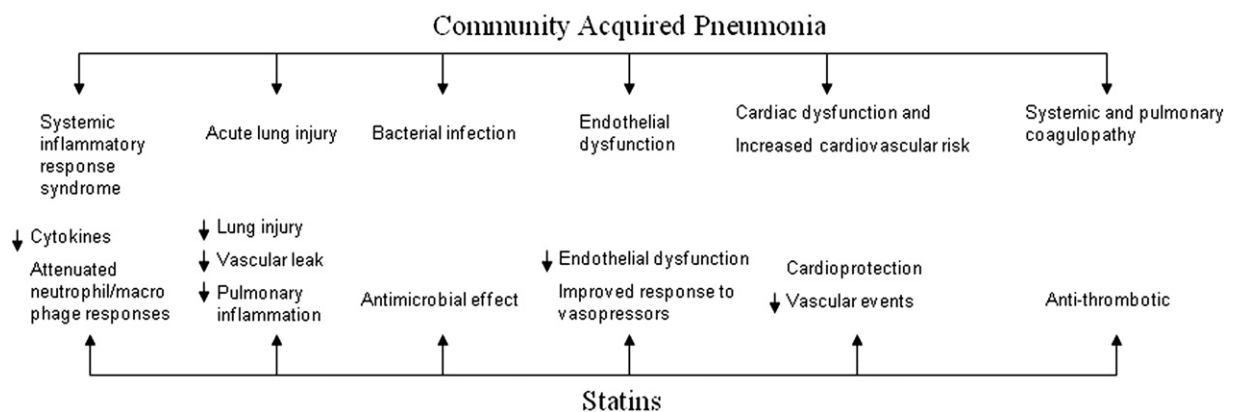 Community Acquired Pneumonia
Systemic
inflammatory
response
syndrome
Acute lung injury
Bacterial infection
Endothelial
dysfunction
Cardiac dysfunction and
Increased cardiovascular risk
Systemic and pulmonary
coagulopathy
↓ Cytokines
Attenuated
neutrophil/macro
phage responses
↓ Lung injury
↓ Vascular leak
↓ Pulmonary
inflammation
Antimicrobial effect
↓ Endothelial dysfunction
Improved response to
vasopressors
Cardioprotection
↓ Vascular events
Anti-thrombotic
Statins